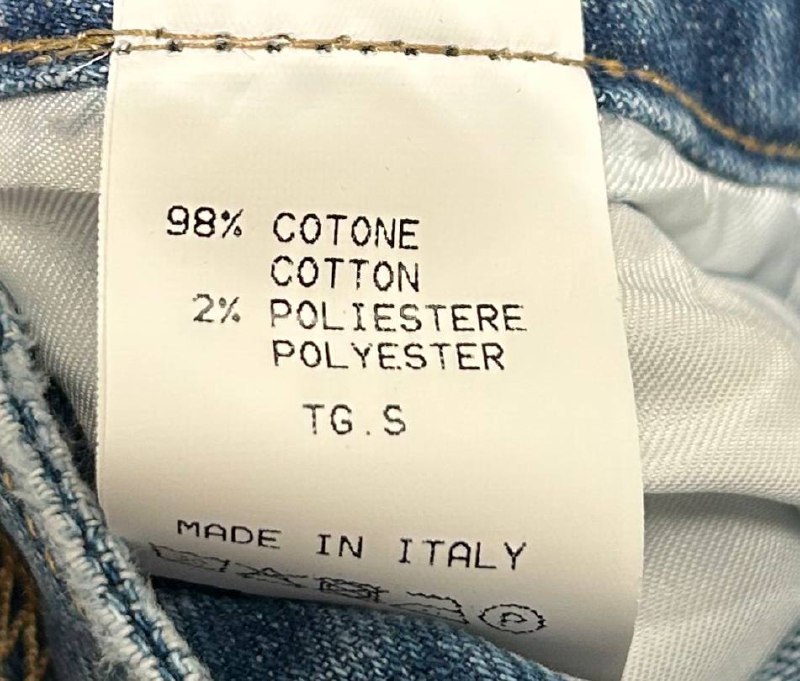 98% COTONE
COTTON
2% POLIESTERE
POLYESTER
TG.S
MADE IN ITALY
P